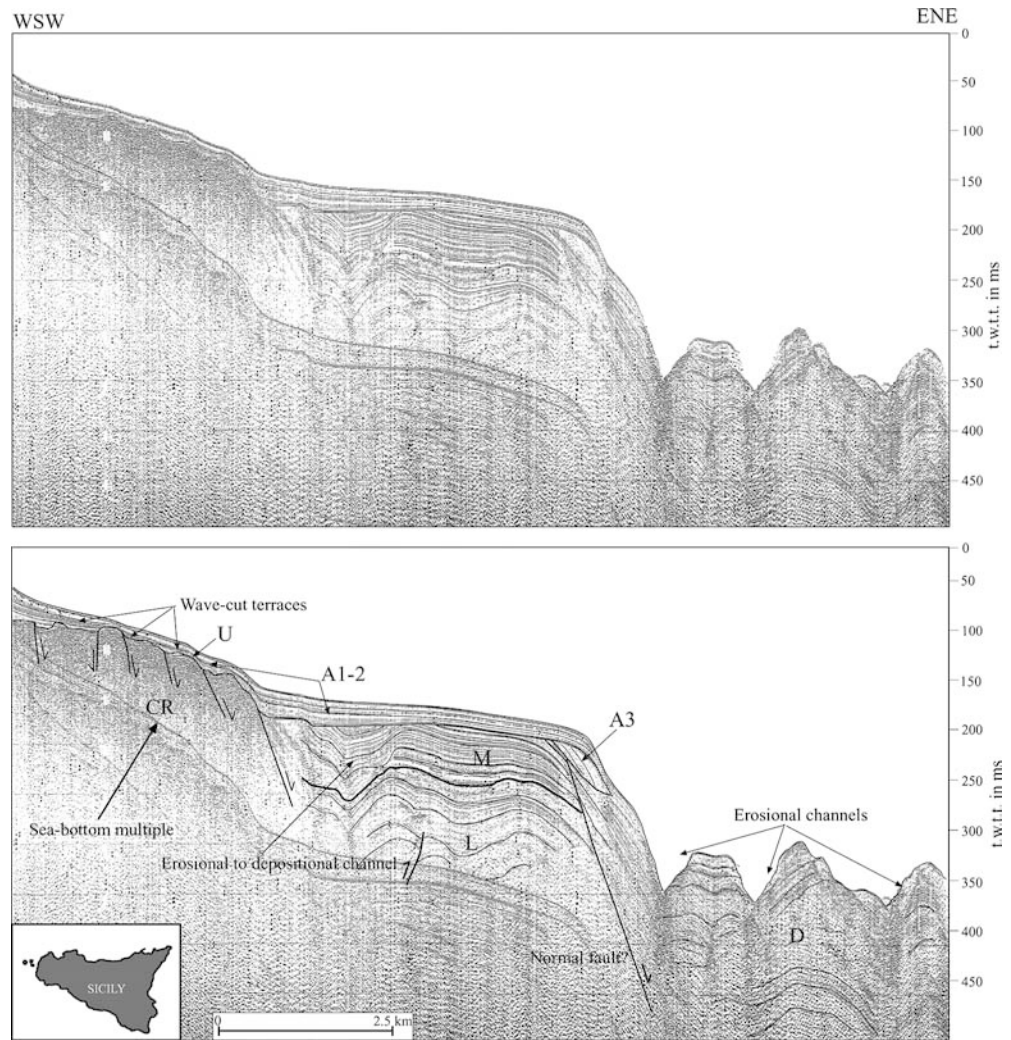 WSW
ENE
0
50
100
150
200
250
300
350
400
450
t.w.t.t. in ms
0
50
100
150
200
250
300
350
400
450
t.w.t.t. in ms
Wave-cut terraces
U
A1-2
CR
A3
M
Sea-bottom multiple
Erosional channels
L
Erosional to depositional channel
D
Normal fault?
SICILY
0
2.5 km